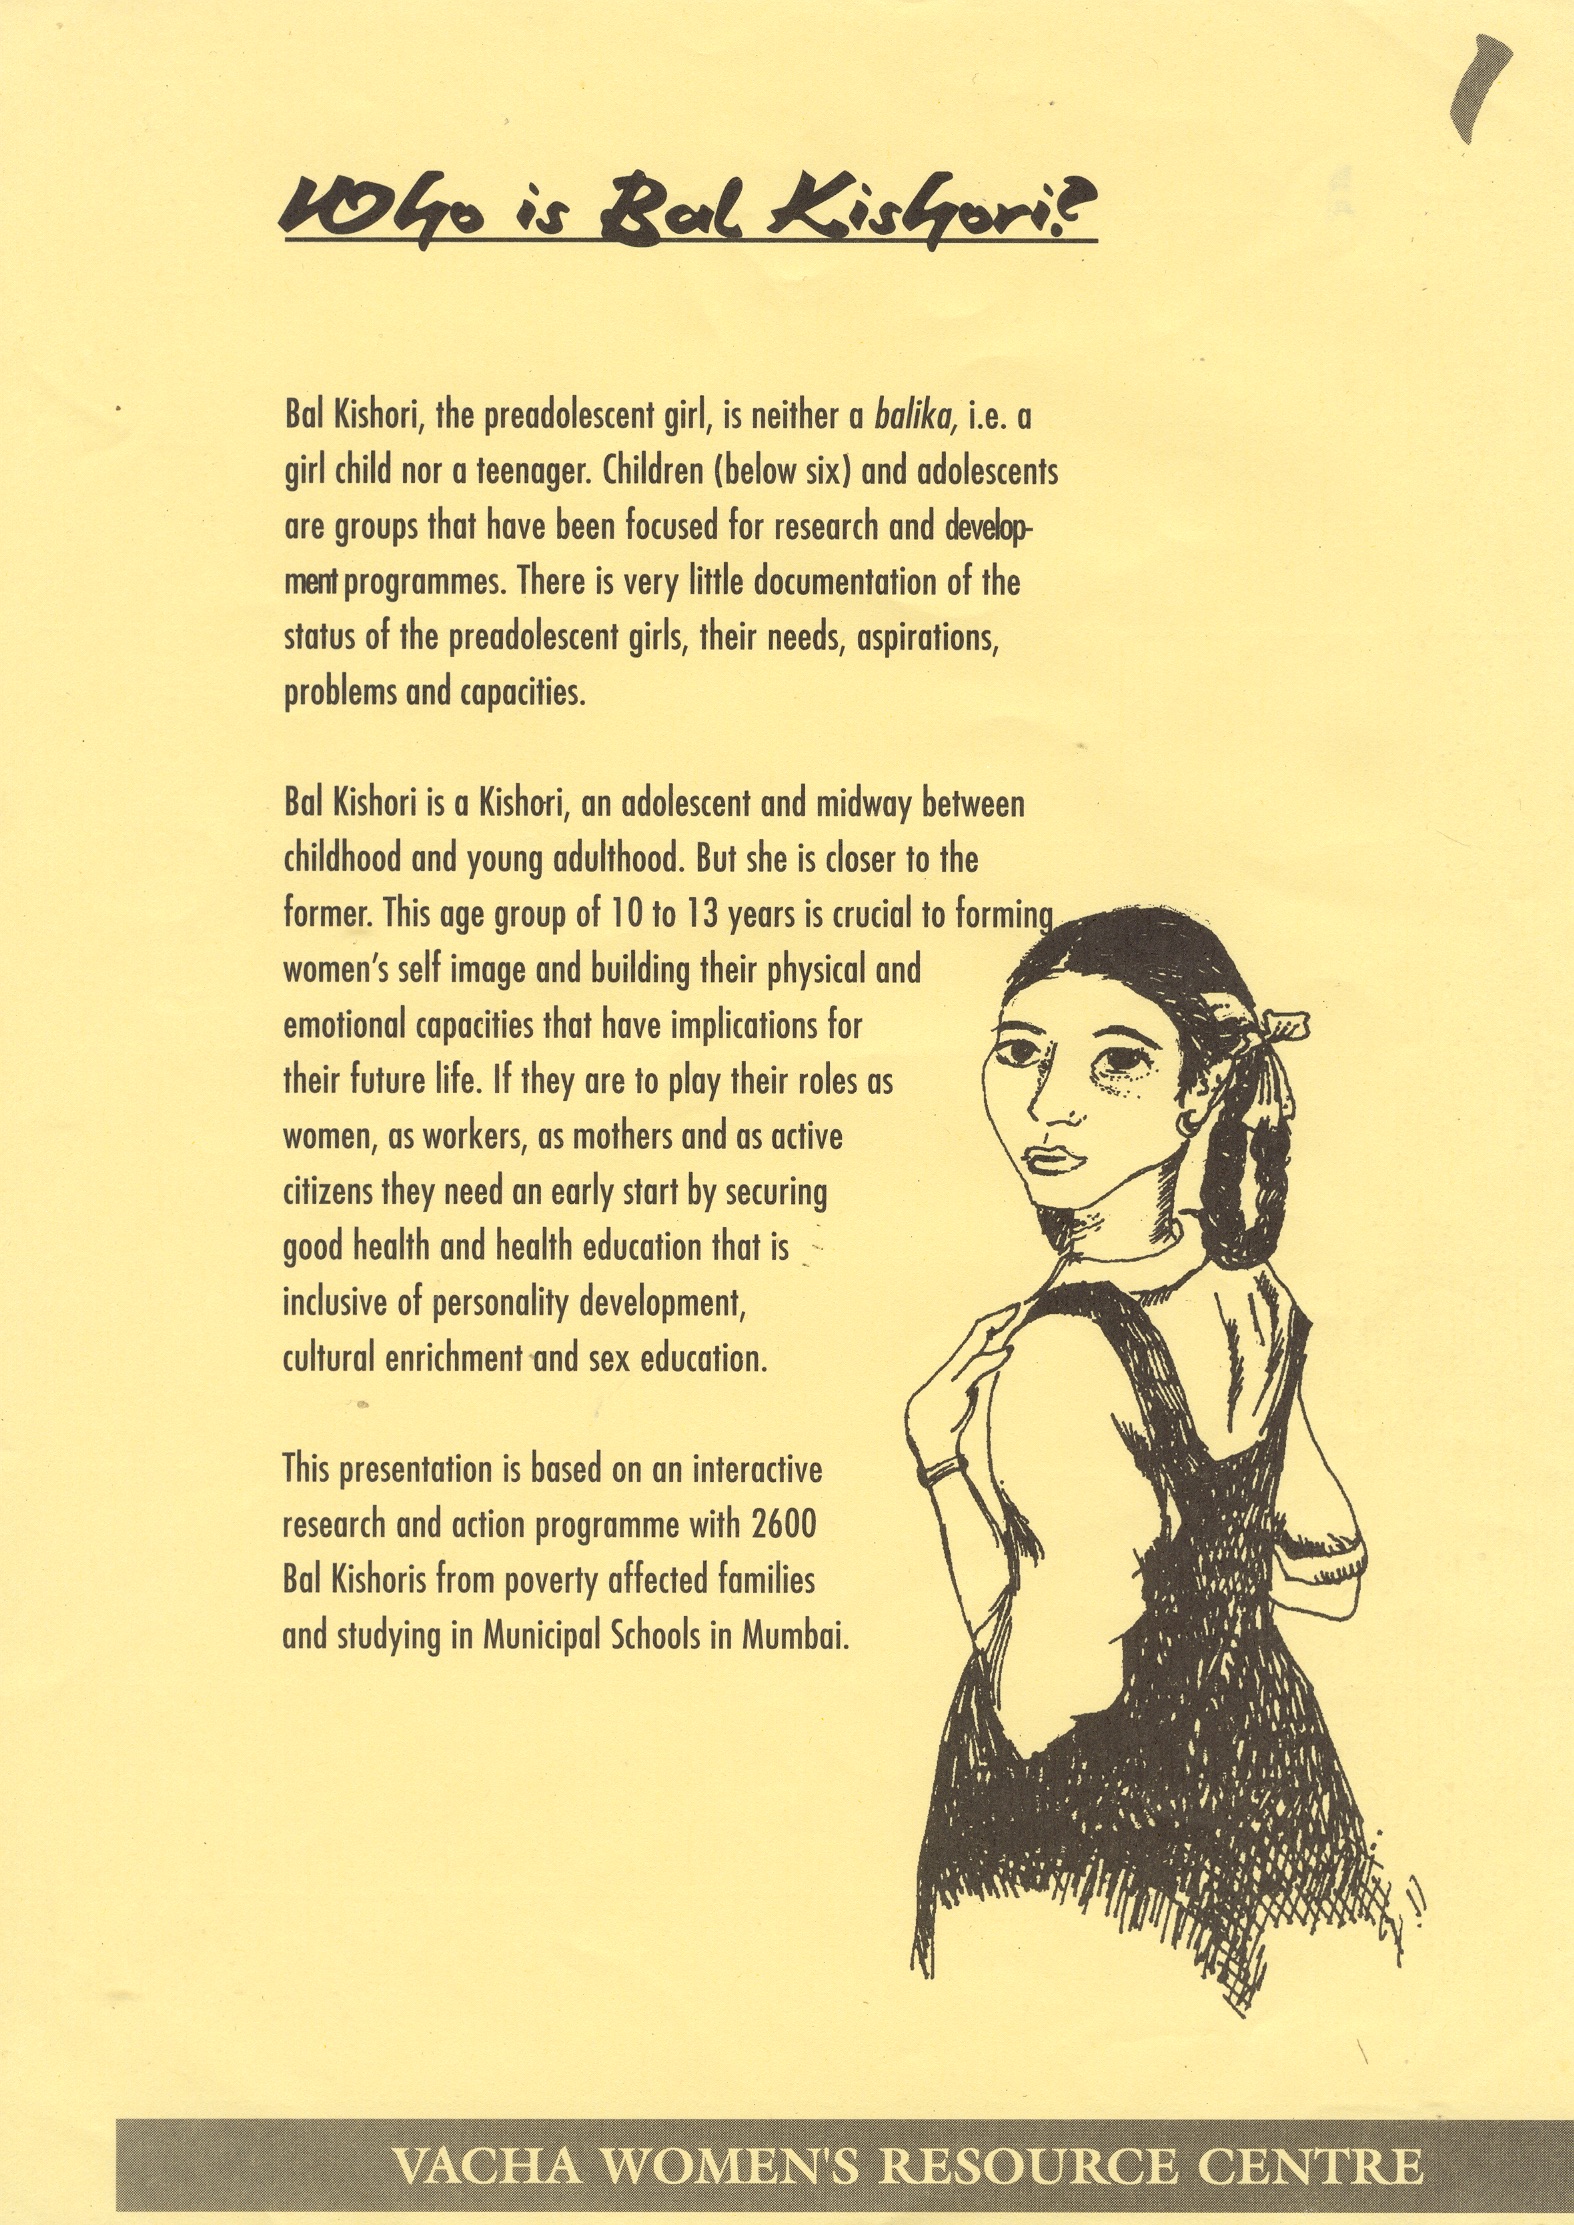 Who is Bal Kishori?
Bal Kishori, the preadolescent girl, is neither a balika, i.e. a
girl child nor a teenager. Children (below six) and adolescents
are groups that have been focused for research and develop-
ment programmes. There is very little documentation of the
status of the preadolescent girls, their needs, aspirations,
problems and capacities.
Bal Kishori is a Kishori, an adolescent and midway between
childhood and young adulthood. But she is closer to the
former. This age group of 10 to 13 years is crucial to forming
women's self image and building their physical and
emotional capacities that have implications for
their future life. If they are to play their roles as
women, as workers, as mothers and as active
citizens they need an early start by securing
good health and health education that is
inclusive of personality development,
cultural enrichment and sex education.
This presentation is based on an interactive
research and action programme with 2600
Bal Kishoris from poverty affected families
and studying in Municipal Schools in Mumbai.
VACHA WOMEN'S RESOURCE CENTRE